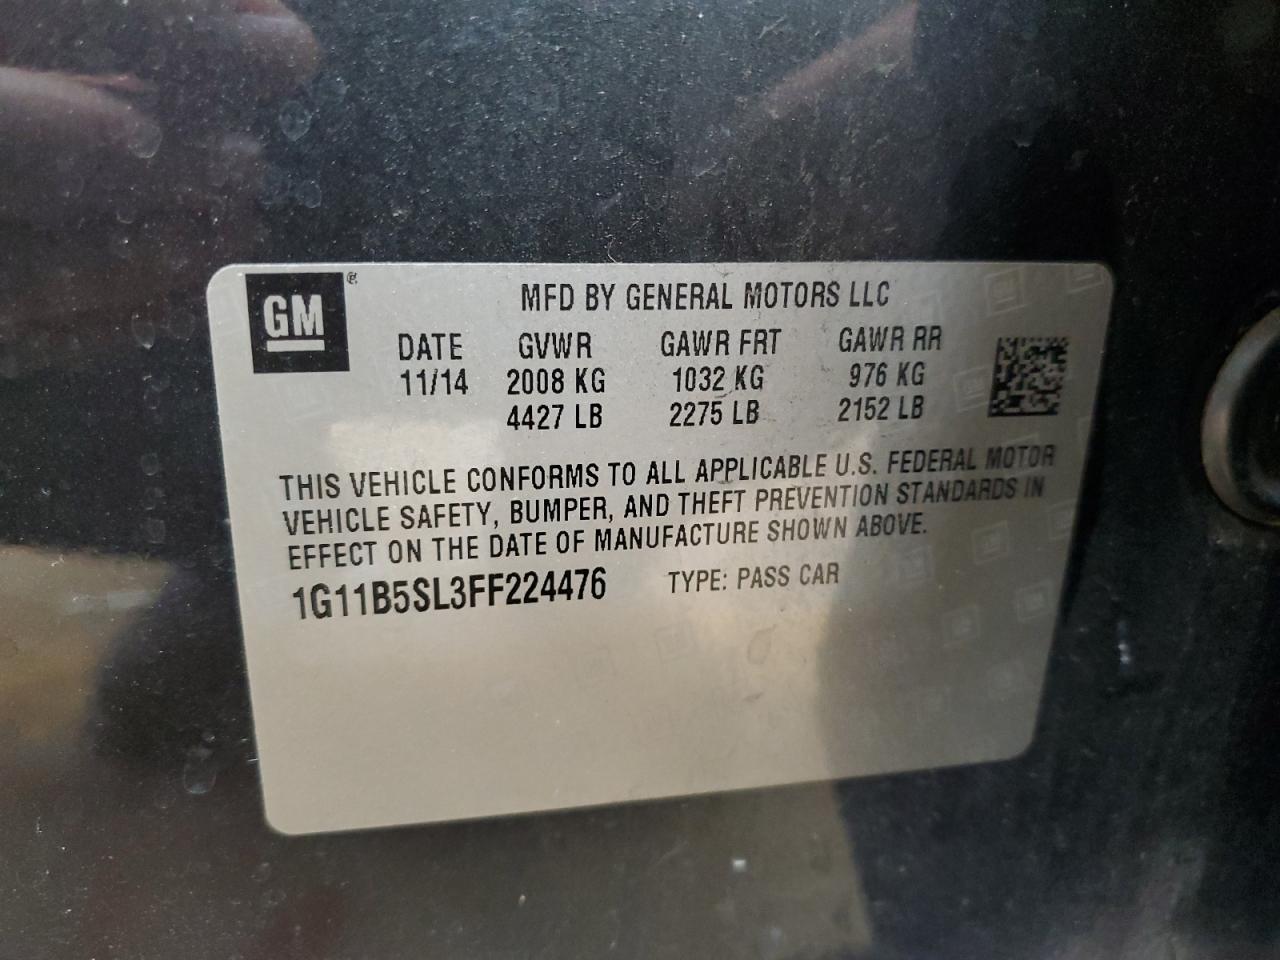 GM®
MFD BY GENERAL MOTORS LLC
DATE GVWR GAWR FRT GAWR RR
11/14 2008 KG 1032 KG 976 KG
4427 LB 2275 LB 2152 LB
THIS VEHICLE CONFORMS TO ALL APPLICABLE U.S. FEDERAL MOTOR
VEHICLE SAFETY, BUMPER, AND THEFT PREVENTION STANDARDS IN
EFFECT ON THE DATE OF MANUFACTURE SHOWN ABOVE.
1G11B5SL3FF224476 TYPE: PASS CAR